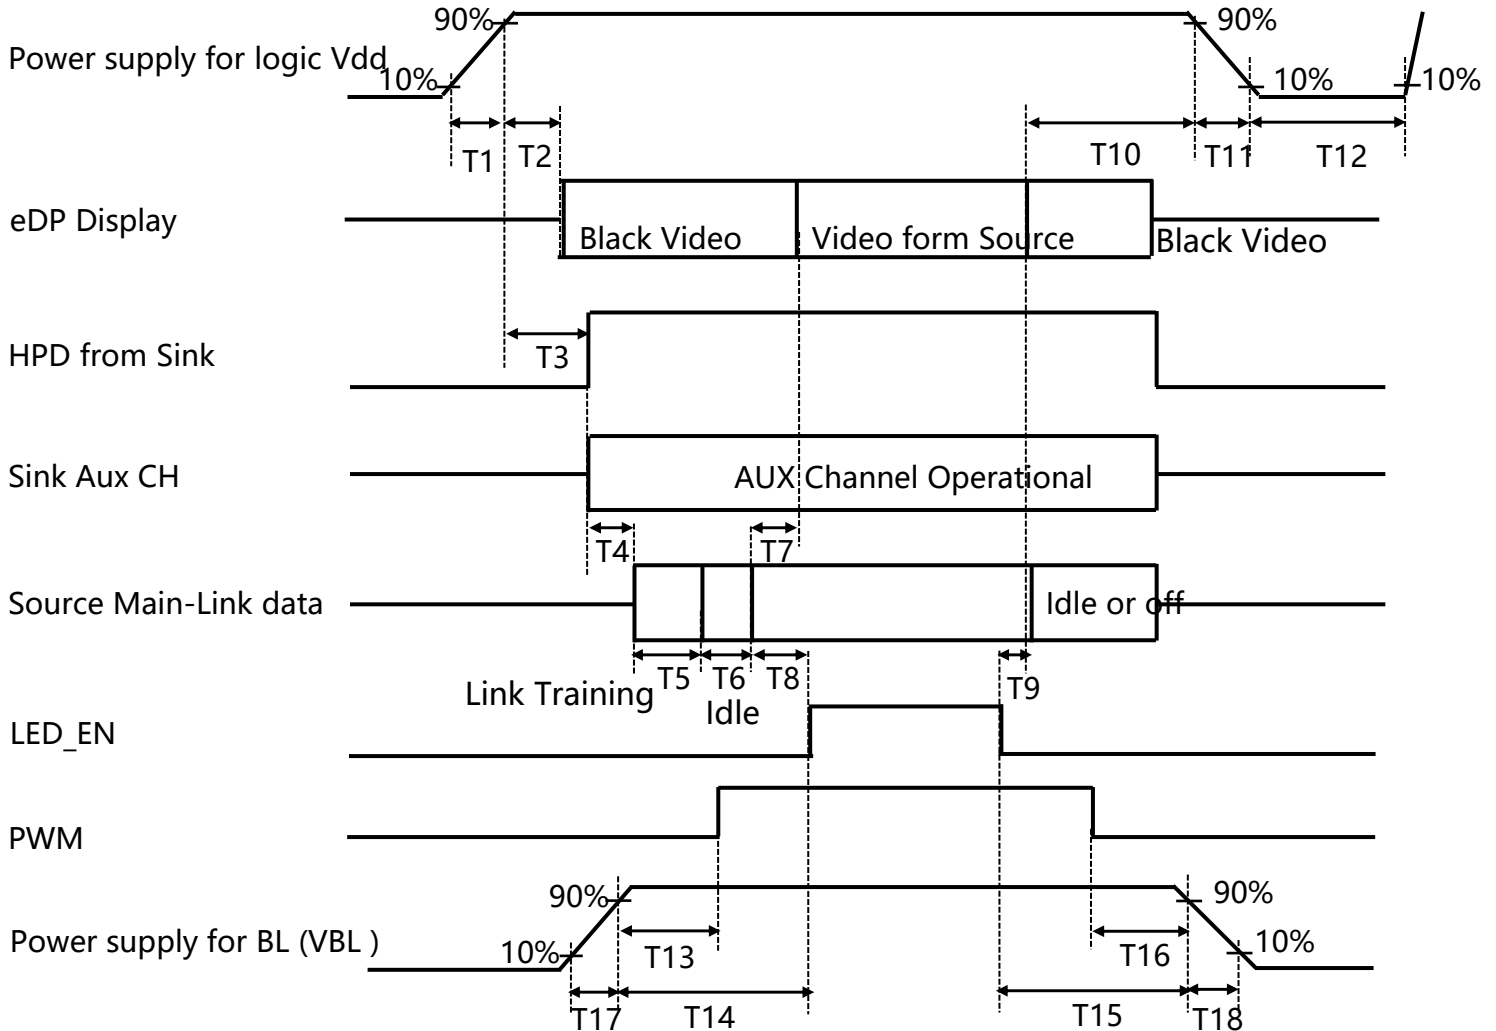 90%
90%
Power supply for logic Vdd
10%
10%
10%
T1
T2
T10
T11
T12
eDP Display
Black Video
Video form Source
Black Video
HPD from Sink
T3
Sink Aux CH
AUX Channel Operational
T4
T7
Source Main-Link data
Idle or off
T5
T6
T8
T9
Link Training
Idle
LED_EN
PWM
90%
90%
Power supply for BL (VBL )
10%
10%
T13
T16
T17
T14
T15
T18